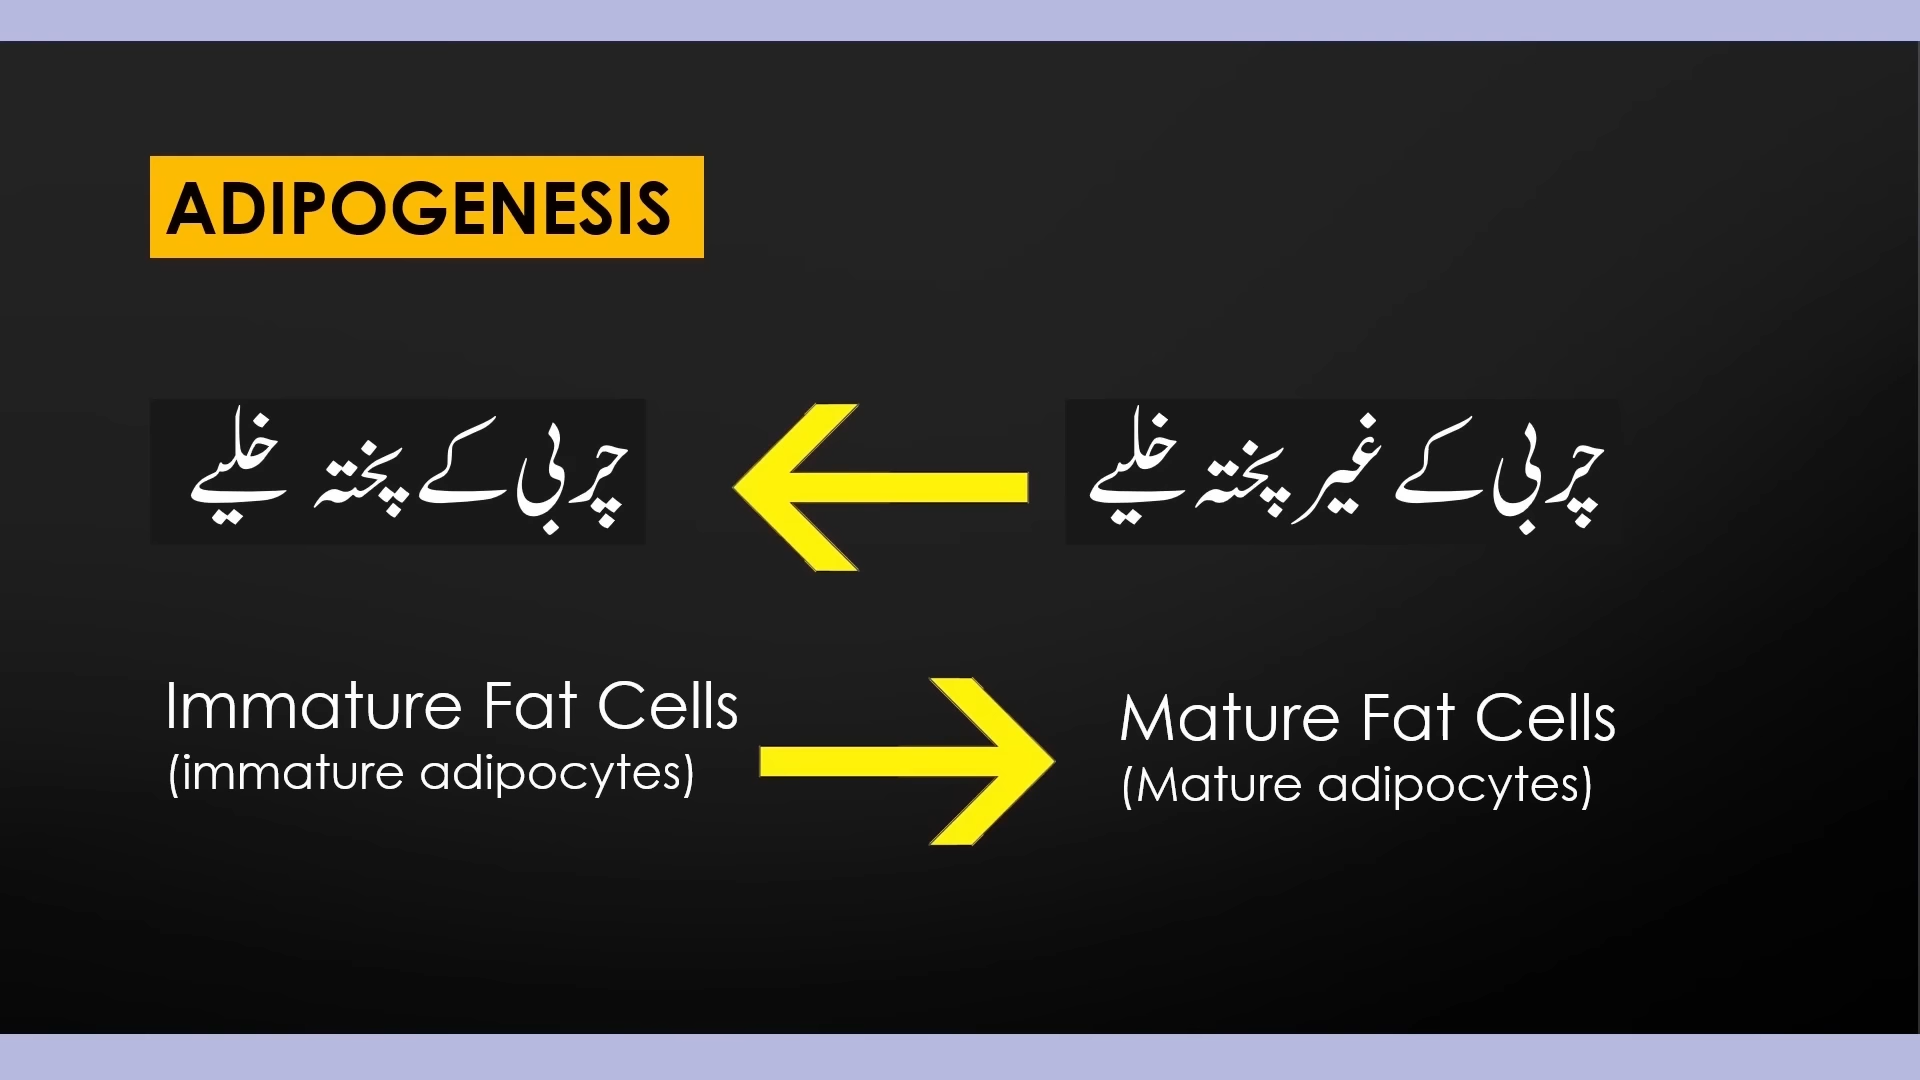 ADIPOGENESIS
چربی کے غیر پختہ خلیے
چربی کے پختہ خلیے
Immature Fat Cells
(immature adipocytes)
Mature Fat Cells
(Mature adipocytes)